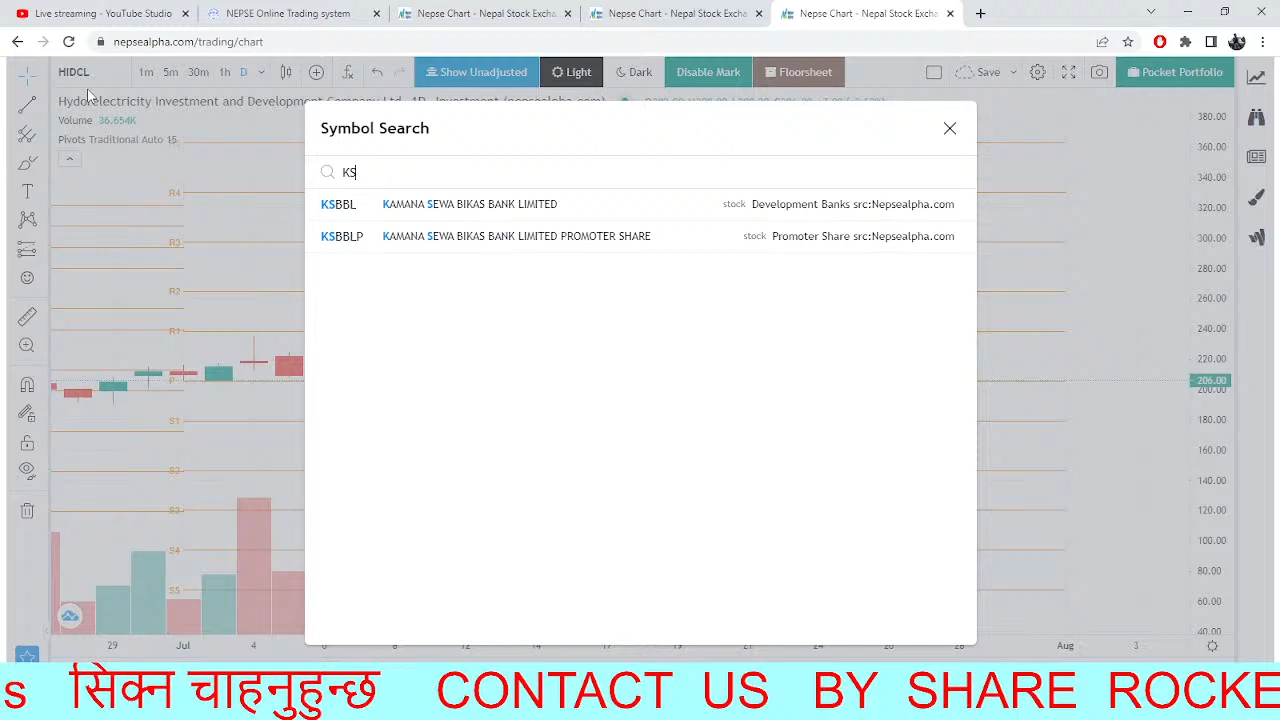 Live streaming - YouTube Studio
NEPSE Online Trading system
Nepse Chart - Nepal Stock Excha
Nepse Chart - Nepal Stock Excha
Nepse Chart - Nepal Stock Exch
nepsealpha.com/trading/chart
HIDCL
1m 5m 30m 1h D
Show Unadjusted
Light
Dark
Disable Mark
Floorsheet
Save
Pocket Portfolio
Hydroelectricity Investment and Development Company Ltd. 1D
Investment (nepsealpha.com)
Volume 36.654K
Pivots Traditional Auto 15
Symbol Search
KS
KSBBL KAMANA SEWA BIKAS BANK LIMITED stock Development Banks src:Nepsealpha.com
KSBBLP KAMANA SEWA BIKAS BANK LIMITED PROMOTER SHARE stock Promoter Share src:Nepsealpha.com
R4
R3
R2
R1
P
S1
S2
S3
S4
S5
380.00
360.00
340.00
320.00
300.00
280.00
260.00
240.00
220.00
206.00
200.00
180.00
160.00
140.00
120.00
100.00
80.00
60.00
40.00
29 Jul 4 Aug 3
s सिक्न चाहनुहुन्छ CONTACT US BY SHARE ROCKE